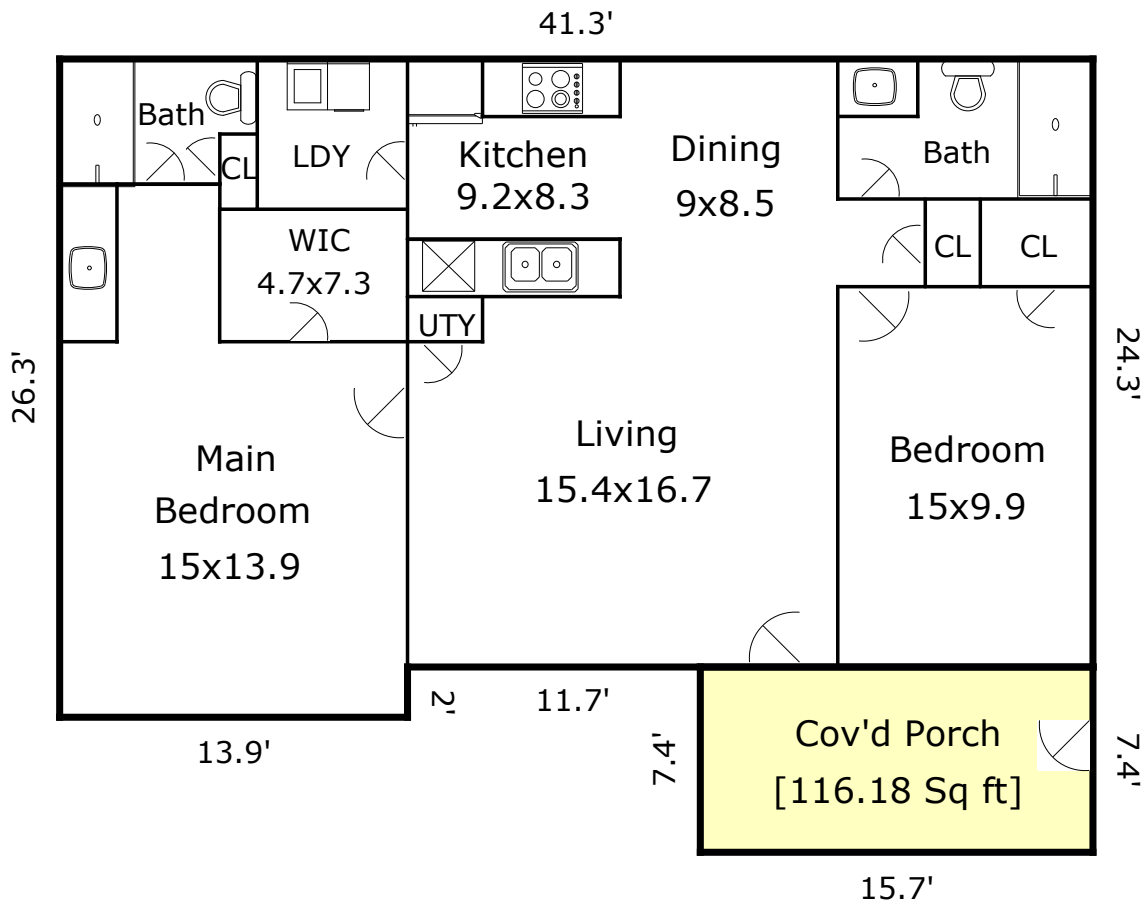 41.3'
Bath
CL
LDY
Kitchen
9.2x8.3
Dining
9x8.5
Bath
WIC
4.7x7.3
CL
CL
UTY
26.3'
24.3'
Main
Bedroom
15x13.9
Living
15.4x16.7
Bedroom
15x9.9
2'
11.7'
13.9'
7.4'
Cov'd Porch
[116.18 Sq ft]
7.4'
15.7'